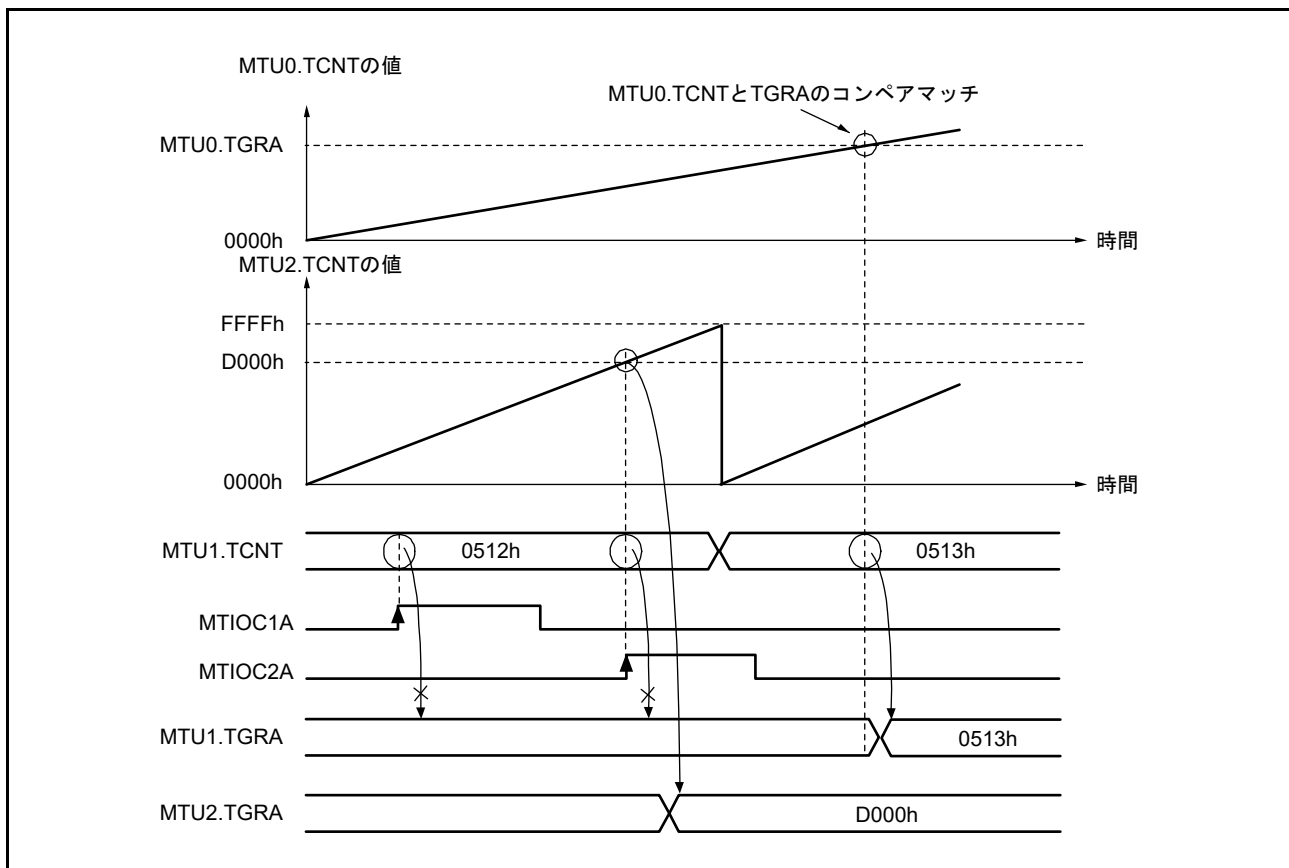 MTU0.TCNTの値
MTU0.TCNTとTGRAのコンペアマッチ
MTU0.TGRA
0000h
時間
MTU2.TCNTの値
FFFFh
D000h
0000h
時間
MTU1.TCNT
0512h
0513h
MTIOC1A
MTIOC2A
MTU1.TGRA
0513h
MTU2.TGRA
D000h